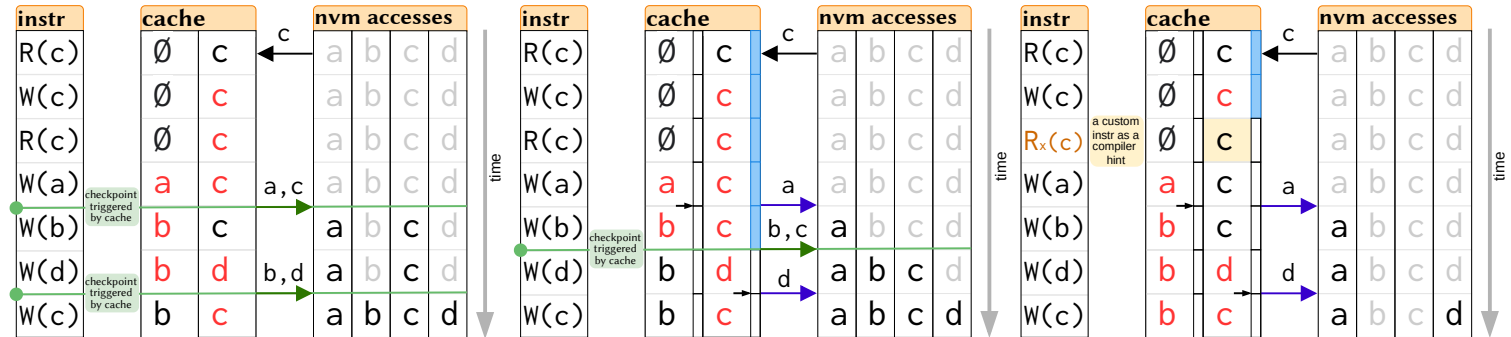 instr cache nvm accesses
R(c) Ø c c a b c d
W(c) Ø c a b c d
R(c) Ø c a b c d
W(a) a c a b c d
checkpoint
triggered
by cache
a,c
W(b) b c a b c d
W(d) b d a b c d
checkpoint
triggered
by cache
b,d
W(c) b c a b c d
time
instr cache nvm accesses
R(c) Ø c c a b c d
W(c) Ø c a b c d
R(c) Ø c a b c d
W(a) a c a a b c d
W(b) b c b,c a b c d
checkpoint
triggered
by cache
W(d) b d d a b c d
W(c) b c a b c d
time
instr cache nvm accesses
R(c) Ø c c a b c d
W(c) Ø c a b c d
Rx(c) Ø c a b c d
a custom
instr as a
compiler
hint
W(a) a c a a b c d
W(b) b c a b c d
W(d) b d d a b c d
W(c) b c a b c d
time